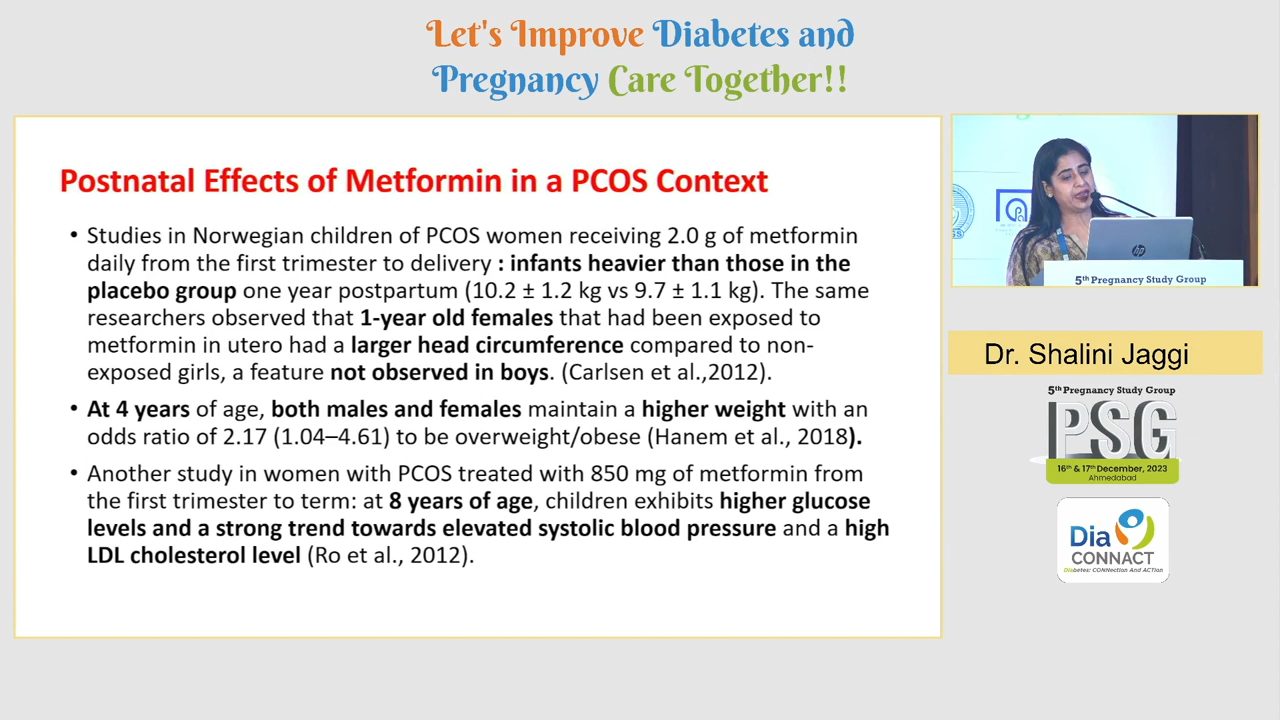 Let's Improve Diabetes and
Pregnancy Care Together!!
Postnatal Effects of Metformin in a PCOS Context
• Studies in Norwegian children of PCOS women receiving 2.0 g of metformin
daily from the first trimester to delivery : infants heavier than those in the
placebo group one year postpartum (10.2 ± 1.2 kg vs 9.7 ± 1.1 kg). The same
researchers observed that 1-year old females that had been exposed to
metformin in utero had a larger head circumference compared to non-
exposed girls, a feature not observed in boys. (Carlsen et al.,2012).
• At 4 years of age, both males and females maintain a higher weight with an
odds ratio of 2.17 (1.04–4.61) to be overweight/obese (Hanem et al., 2018).
• Another study in women with PCOS treated with 850 mg of metformin from
the first trimester to term: at 8 years of age, children exhibits higher glucose
levels and a strong trend towards elevated systolic blood pressure and a high
LDL cholesterol level (Ro et al., 2012).
hp
5th Pregnancy Study Group
Dr. Shalini Jaggi
5th Pregnancy Study Group
PSG
16th & 17th December, 2023
Ahmedabad
Dia
CONNACT
Diabetes: CONNection And ACTion